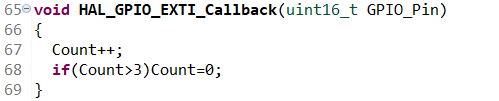 65 void HAL_GPIO_EXTI_Callback(uint16_t GPIO_Pin)
66 {
67 Count++;
68 if(Count>3)Count=0;
69 }